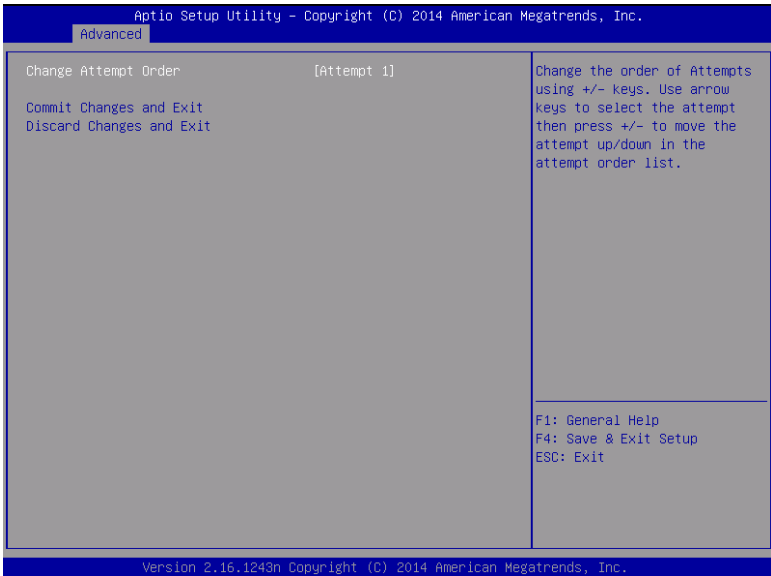 Aptio Setup Utility – Copyright (C) 2014 American Megatrends, Inc.
Advanced
Change Attempt Order [Attempt 1]
Commit Changes and Exit
Discard Changes and Exit
Change the order of Attempts
using +/- keys. Use arrow
keys to select the attempt
then press +/- to move the
attempt up/down in the
attempt order list.
F1: General Help
F4: Save & Exit Setup
ESC: Exit
Version 2.16.1243n Copyright (C) 2014 American Megatrends, Inc.